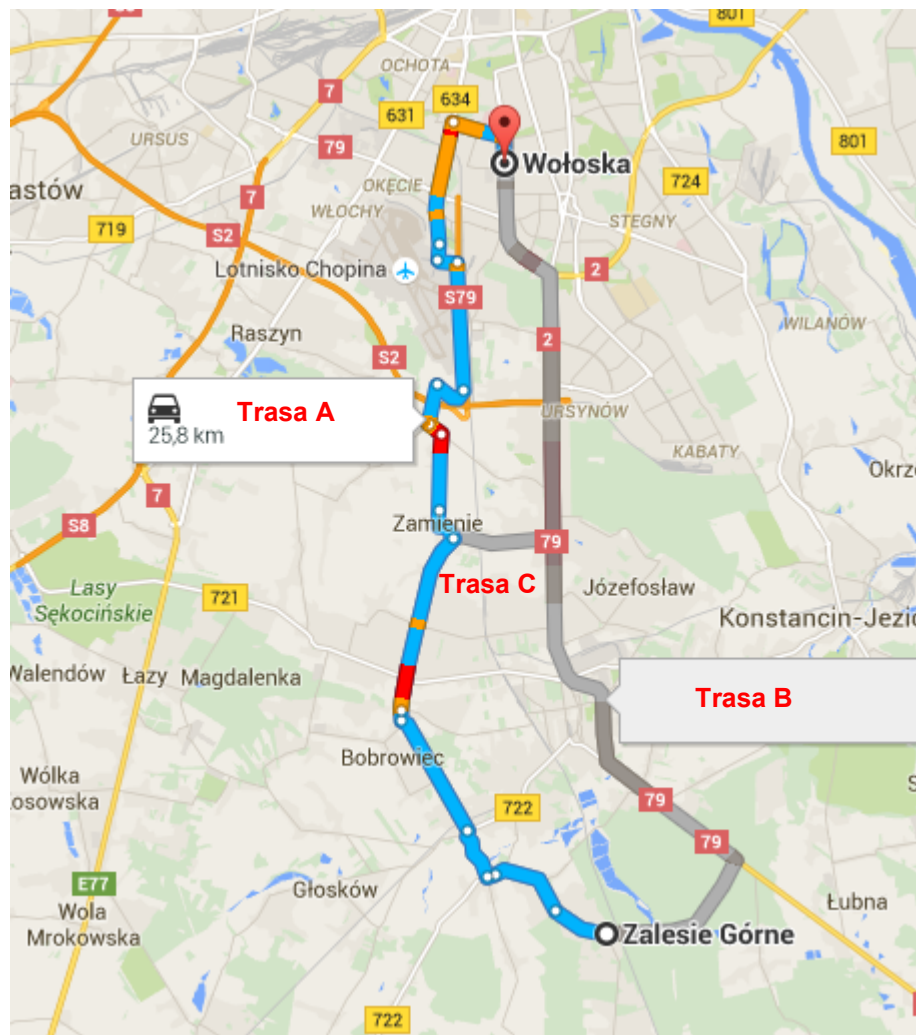 801
S8
OCHOTA
7
634
631
URSUS
79
801
Wołoska
astów
OKĘCIE
724
7
WŁOCHY
STEGNY
719
S2
Lotnisko Chopina
2
S79
WILANÓW
Raszyn
2
S2
Trasa A
25,8 km
URSYNÓW
KABATY
Okrz
7
S8
Zamienie
79
Lasy
Sękocińskie
Trasa C
Józefosław
721
Konstancin-Jezio
Walendów
Łazy
Magdalenka
Trasa B
Bobrowiec
Wólka
Kosowska
S
722
79
79
E77
Głosków
Łubna
Wola
Mrokowska
Zalesie Górne
722